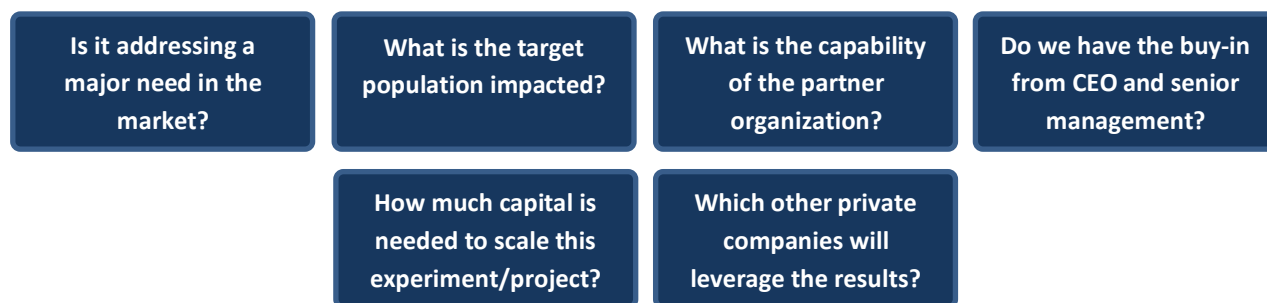 Is it addressing a
major need in the
market?
What is the target
population impacted?
What is the capability
of the partner
organization?
Do we have the buy-in
from CEO and senior
management?
How much capital is
needed to scale this
experiment/project?
Which other private
companies will
leverage the results?